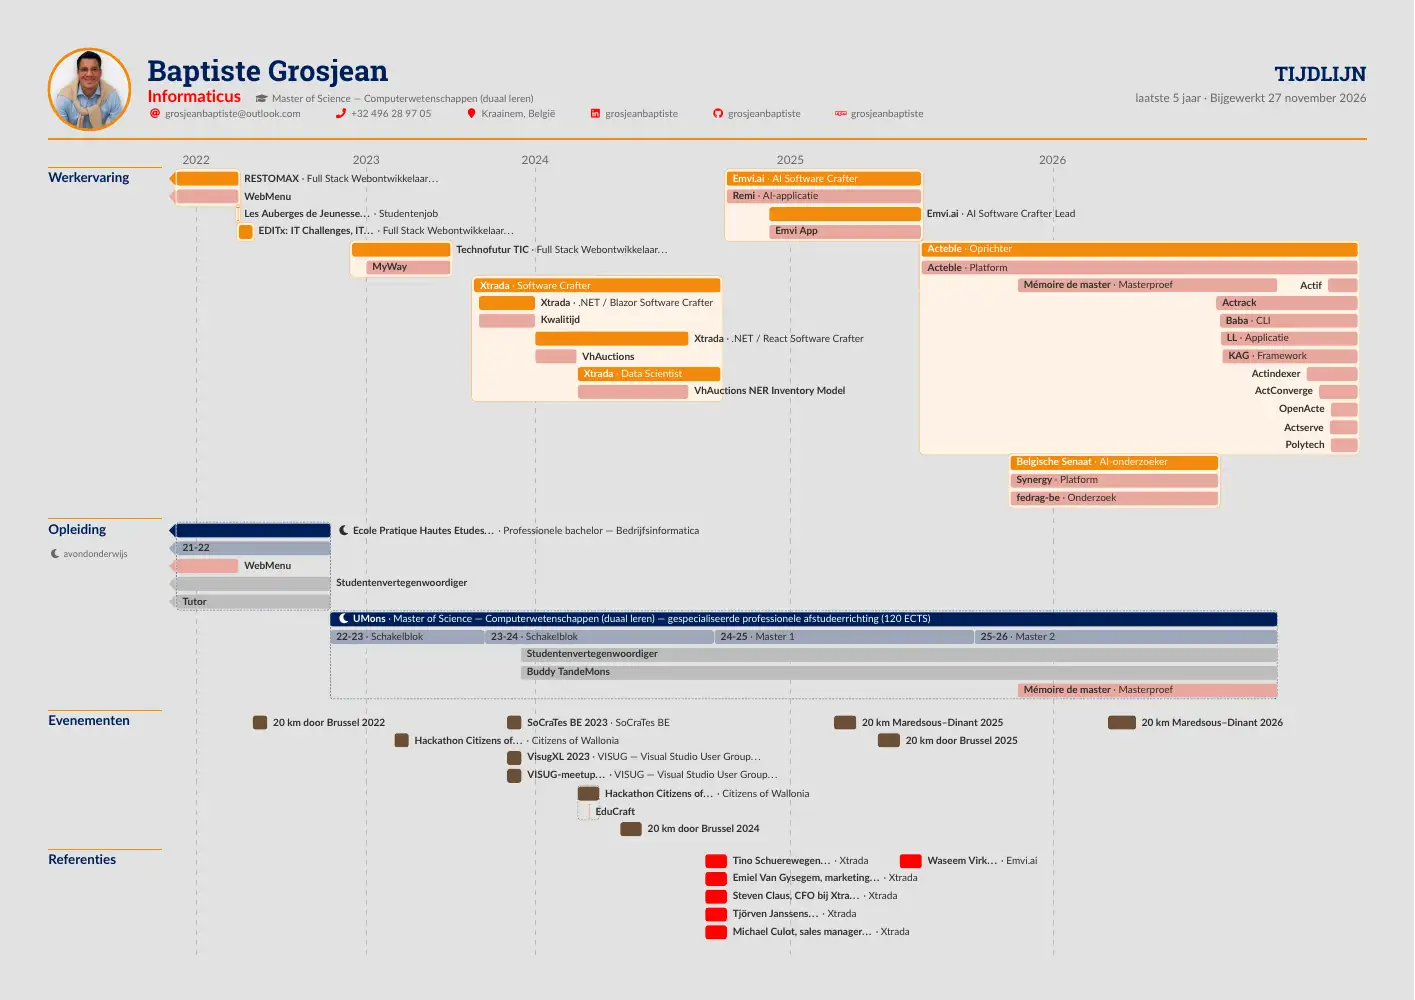 Baptiste Grosjean
TIJDLIJN
Informaticus Master of Science — Computerwetenschappen (duaal leren)
laatste 5 jaar · Bijgewerkt 27 november 2026
grosjeanbaptiste@outlook.com +32 496 28 97 05 Kraainem, België grosjeanbaptiste grosjeanbaptiste grosjeanbaptiste
2022 2023 2024 2025 2026
Werkervaring
RESTOMAX · Full Stack Webontwikkelaar…
Emvi.ai · AI Software Crafter
WebMenu
Remi · AI-applicatie
Les Auberges de Jeunesse… · Studentenjob
Emvi.ai · AI Software Crafter Lead
EDITx: IT Challenges, IT… · Full Stack Webontwikkelaar…
Emvi App
Technofutur TIC · Full Stack Webontwikkelaar…
Acteble · Oprichter
MyWay
Acteble · Platform
Xtrada · Software Crafter
Mémoire de master · Masterproef
Actif
Xtrada · .NET / Blazor Software Crafter
Actrack
Kwalitijd
Baba · CLI
Xtrada · .NET / React Software Crafter
LL · Applicatie
VhAuctions
KAG · Framework
Xtrada · Data Scientist
Actindexer
VhAuctions NER Inventory Model
ActConverge
OpenActe
Actserve
Polytech
Belgische Senaat · AI-onderzoeker
Synergy · Platform
fedrag-be · Onderzoek
Opleiding
avondonderwijs
Ecole Pratique Hautes Etudes… · Professionele bachelor — Bedrijfsinformatica
21-22
WebMenu
Studentenvertegenwoordiger
Tutor
UMons · Master of Science — Computerwetenschappen (duaal leren) — gespecialiseerde professionele afstudeerrichting (120 ECTS)
22-23 · Schakelblok 23-24 · Schakelblok 24-25 · Master 1 25-26 · Master 2
Studentenvertegenwoordiger
Buddy TandeMons
Mémoire de master · Masterproef
Evenementen
20 km door Brussel 2022
SoCraTes BE 2023 · SoCraTes BE
20 km Maredsous–Dinant 2025
20 km Maredsous–Dinant 2026
Hackathon Citizens of… · Citizens of Wallonia
20 km door Brussel 2025
VisugXL 2023 · VISUG — Visual Studio User Group…
VISUG-meetup… · VISUG — Visual Studio User Group…
Hackathon Citizens of… · Citizens of Wallonia
EduCraft
20 km door Brussel 2024
Referenties
Tino Schuerewegen… · Xtrada
Waseem Virk… · Emvi.ai
Emiel Van Gysegem, marketing… · Xtrada
Steven Claus, CFO bij Xtra… · Xtrada
Tjörven Janssens… · Xtrada
Michael Culot, sales manager… · Xtrada